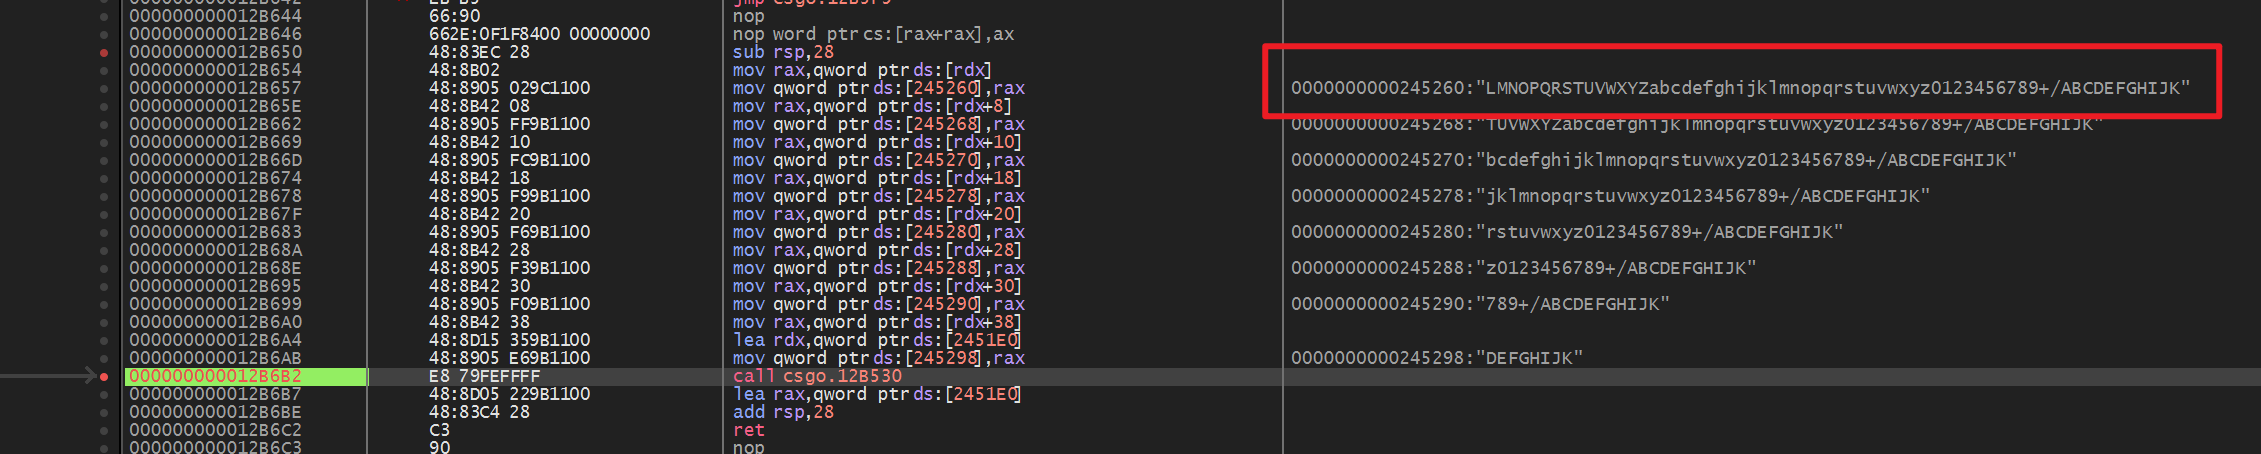 000000000012B644 66:90 nop
000000000012B646 662E:0F1F8400 00000000 nop word ptr cs:[rax+rax],ax
000000000012B650 48:83EC 28 sub rsp,28
000000000012B654 48:8B02 mov rax,qword ptr ds:[rdx]
000000000012B657 48:8905 029C1100 mov qword ptr ds:[245260],rax 0000000000245260:"LMNOPQRSTUVWXYZabcdefghijklmnopqrstuvwxyz0123456789+/ABCDEFGHIJK"
000000000012B65E 48:8B42 08 mov rax,qword ptr ds:[rdx+8]
000000000012B662 48:8905 FF9B1100 mov qword ptr ds:[245268],rax 0000000000245268:"TUVWXYZabcdefghijklmnopqrstuvwxyz0123456789+/ABCDEFGHIJK"
000000000012B669 48:8B42 10 mov rax,qword ptr ds:[rdx+10]
000000000012B66D 48:8905 FC9B1100 mov qword ptr ds:[245270],rax 0000000000245270:"bcdefghijklmnopqrstuvwxyz0123456789+/ABCDEFGHIJK"
000000000012B674 48:8B42 18 mov rax,qword ptr ds:[rdx+18]
000000000012B678 48:8905 F99B1100 mov qword ptr ds:[245278],rax 0000000000245278:"jklmnopqrstuvwxyz0123456789+/ABCDEFGHIJK"
000000000012B67F 48:8B42 20 mov rax,qword ptr ds:[rdx+20]
000000000012B683 48:8905 F69B1100 mov qword ptr ds:[245280],rax 0000000000245280:"rstuvwxyz0123456789+/ABCDEFGHIJK"
000000000012B68A 48:8B42 28 mov rax,qword ptr ds:[rdx+28]
000000000012B68E 48:8905 F39B1100 mov qword ptr ds:[245288],rax 0000000000245288:"z0123456789+/ABCDEFGHIJK"
000000000012B695 48:8B42 30 mov rax,qword ptr ds:[rdx+30]
000000000012B699 48:8905 F09B1100 mov qword ptr ds:[245290],rax 0000000000245290:"789+/ABCDEFGHIJK"
000000000012B6A0 48:8B42 38 mov rax,qword ptr ds:[rdx+38]
000000000012B6A4 48:8D15 359B1100 lea rdx,qword ptr ds:[2451E0]
000000000012B6AB 48:8905 E69B1100 mov qword ptr ds:[245298],rax 0000000000245298:"DEFGHIJK"
000000000012B6B2 E8 79FEFFFF call csgo.12B530
000000000012B6B7 48:8D05 229B1100 lea rax,qword ptr ds:[2451E0]
000000000012B6BE 48:83C4 28 add rsp,28
000000000012B6C2 C3 ret
000000000012B6C3 90 nop